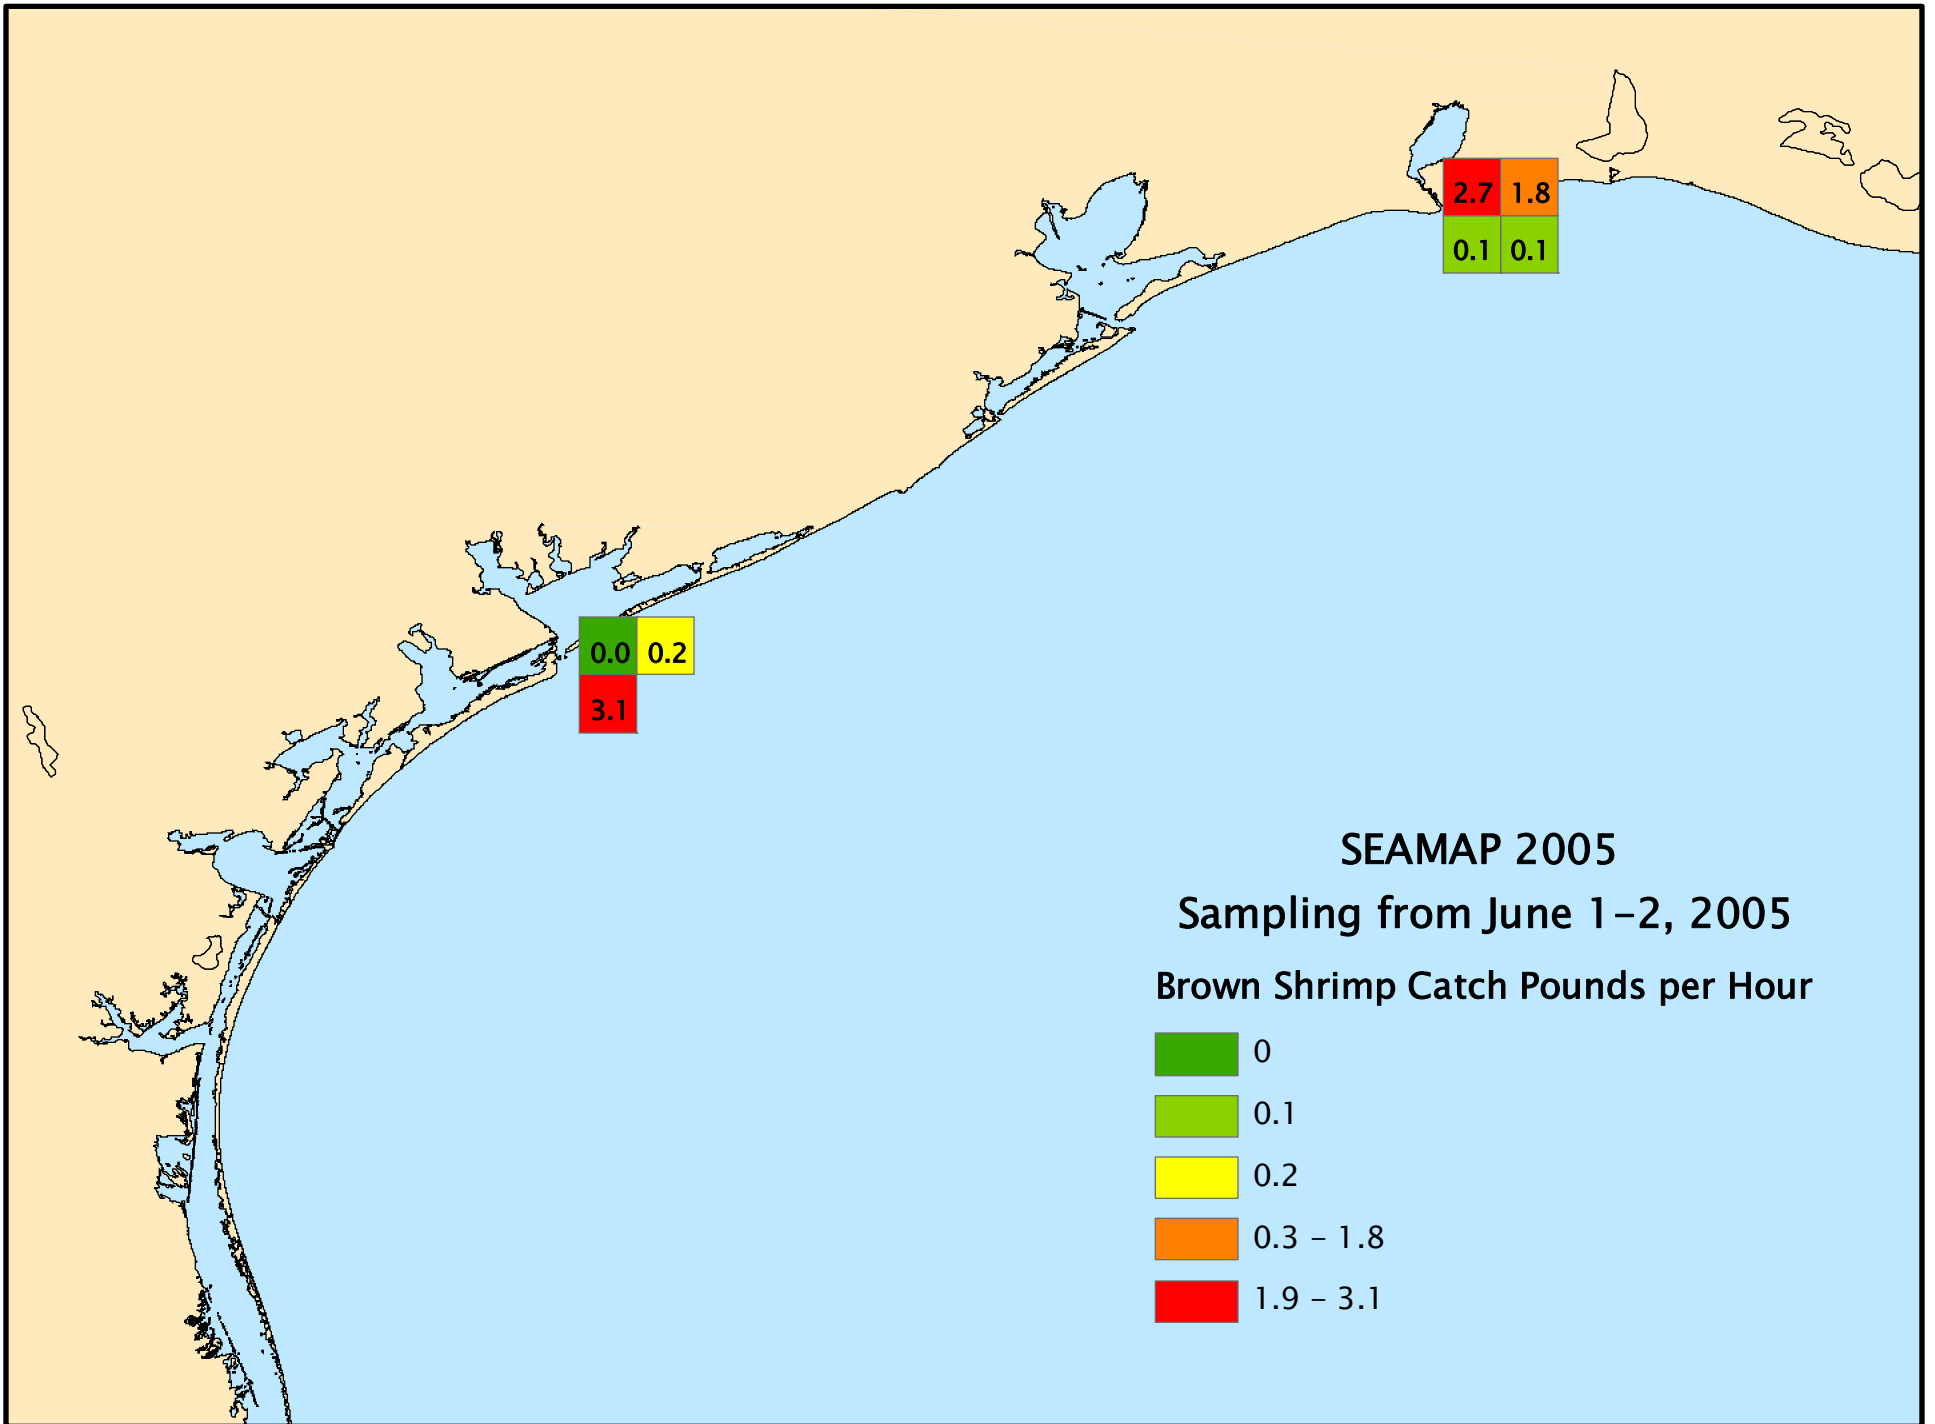 2.7 1.8
0.1 0.1
0.0 0.2
3.1
SEAMAP 2005
Sampling from June 1-2, 2005
Brown Shrimp Catch Pounds per Hour
0
0.1
0.2
0.3 - 1.8
1.9 - 3.1